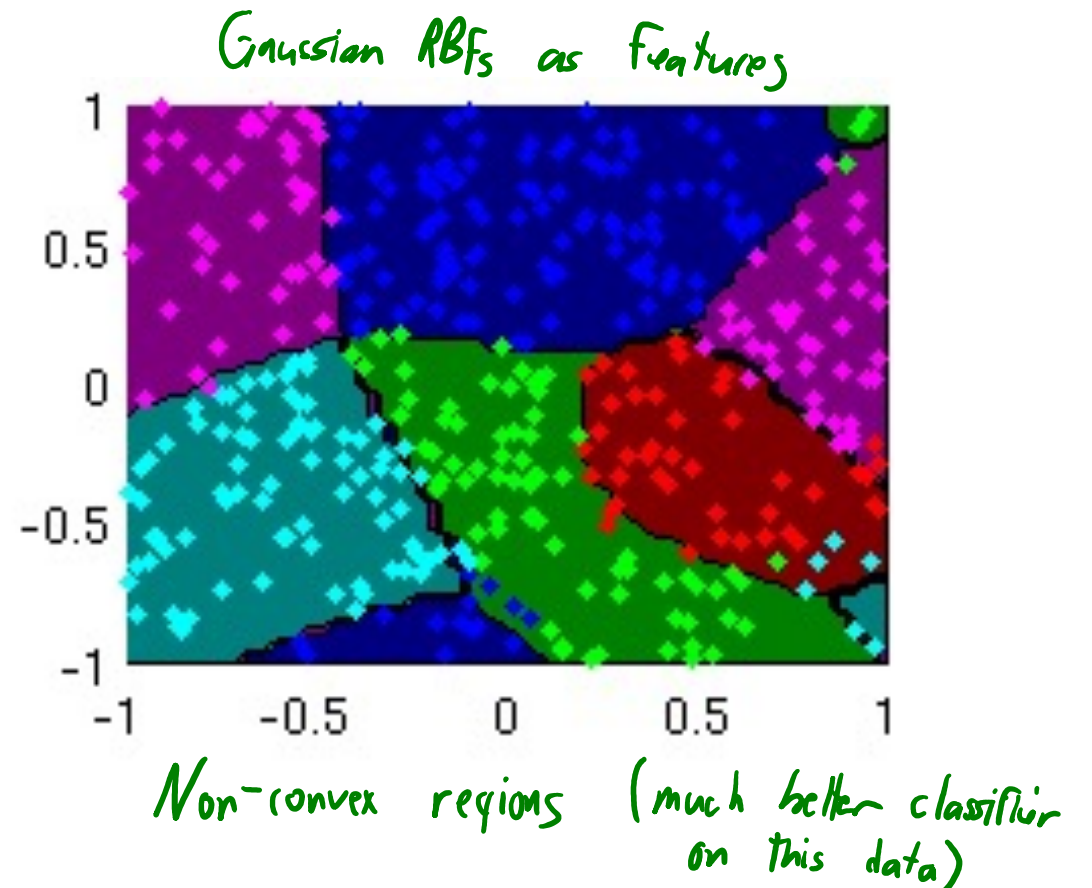 Gaussian RBFs as features
1
0.5
0
-0.5
-1
-1 -0.5 0 0.5 1
Non-convex regions (much better classifier
on this data)